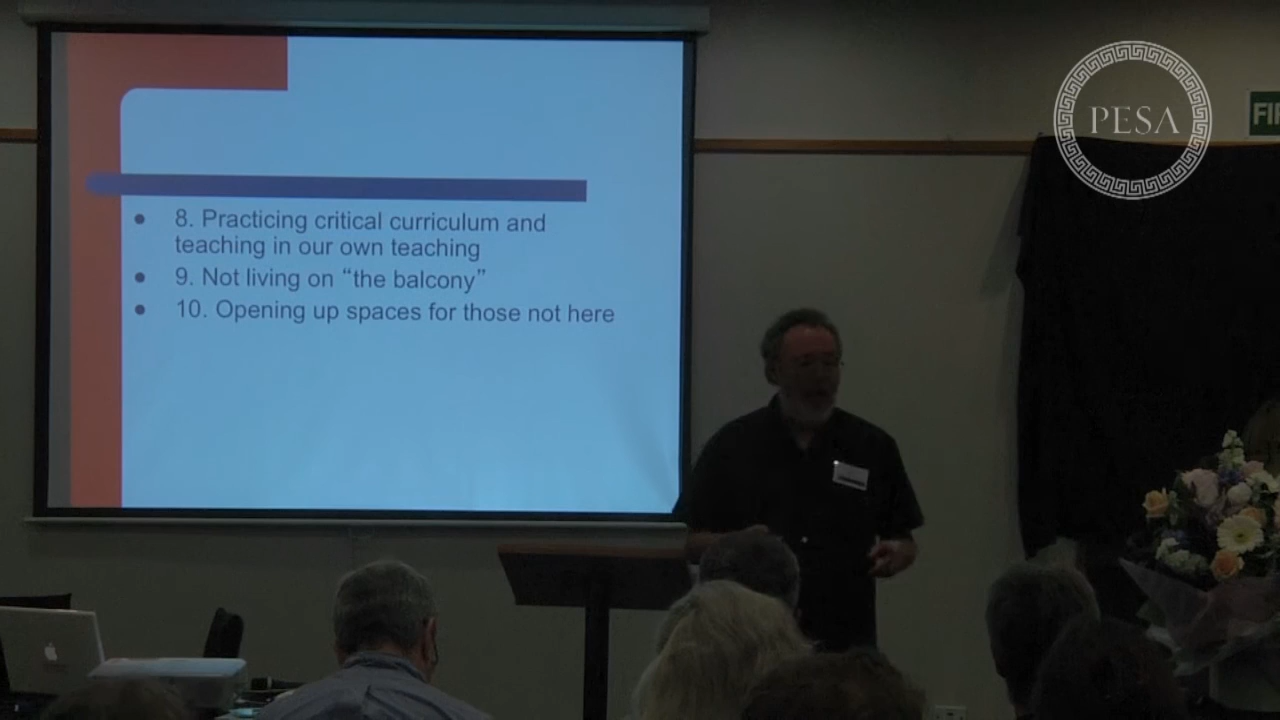 8. Practicing critical curriculum and
teaching in our own teaching
9. Not living on “the balcony”
10. Opening up spaces for those not here
PESA
FI